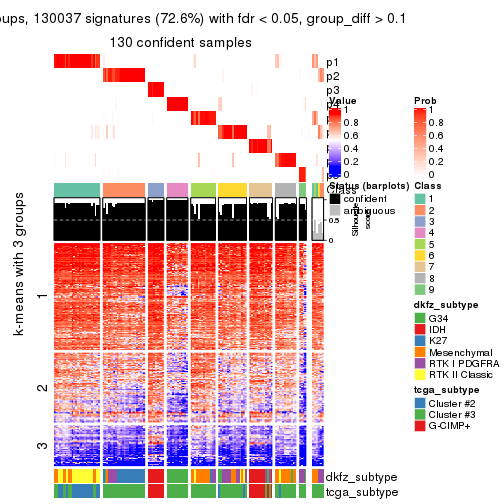 oups, 130037 signatures (72.6%) with fdr < 0.05, group_diff > 0.1
130 confident samples
p1
p2
p3
Value
1
0.8
0.6
0.4
0.2
0
Prob
1
0.8
0.6
0.4
0.2
0
Class
Status (barplots)
confident
ambiguous
0.5
0
Class
1
2
3
4
5
6
7
8
9
k-means with 3 groups
1
2
3
dkfz_subtype
G34
IDH
K27
Mesenchymal
RTK I PDGFRA
RTK II Classic
tcga_subtype
Cluster #2
Cluster #3
G-CIMP+
dkfz_subtype
tcga_subtype